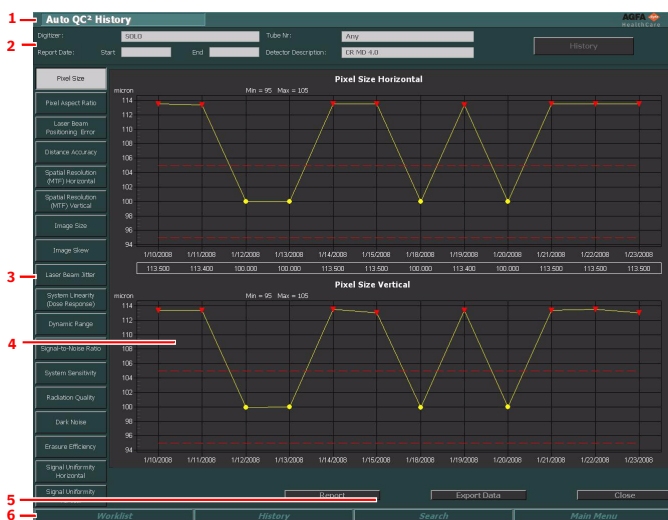 1 Auto QC² History AGFA HealthCare
2
Digitizer: SOLO Tube Nr: Any
Report Date: Start End Detector Description: CR MD 4.0 History
Pixel Size
Pixel Aspect Ratio
Laser Beam
Positioning Error
Distance Accuracy
Spatial Resolution
(MTF) Horizontal
Spatial Resolution
(MTF) Vertical
Image Size
Image Skew
3 Laser Beam Jitter
System Linearity
(Dose Response)
Dynamic Range
4 Signal-to-Noise Ratio
System Sensitivity
Radiation Quality
Dark Noise
Erasure Efficiency
Signal Uniformity
Horizontal
Signal Uniformity
Pixel Size Horizontal
micron Min = 95 Max = 105
114
112
110
108
106
104
102
100
98
96
94
1/10/2008 1/11/2008 1/12/2008 1/13/2008 1/14/2008 1/15/2008 1/18/2008 1/19/2008 1/20/2008 1/21/2008 1/22/2008 1/23/2008
113.500 113.400 100.000 100.000 113.500 113.500 100.000 113.400 100.000 113.500 113.500 113.500
Pixel Size Vertical
micron Min = 95 Max = 105
114
112
110
108
106
104
102
100
98
96
94
1/10/2008 1/11/2008 1/12/2008 1/13/2008 1/14/2008 1/15/2008 1/18/2008 1/19/2008 1/20/2008 1/21/2008 1/22/2008 1/23/2008
5 Report Export Data Close
6 Worklist History Search Main Menu